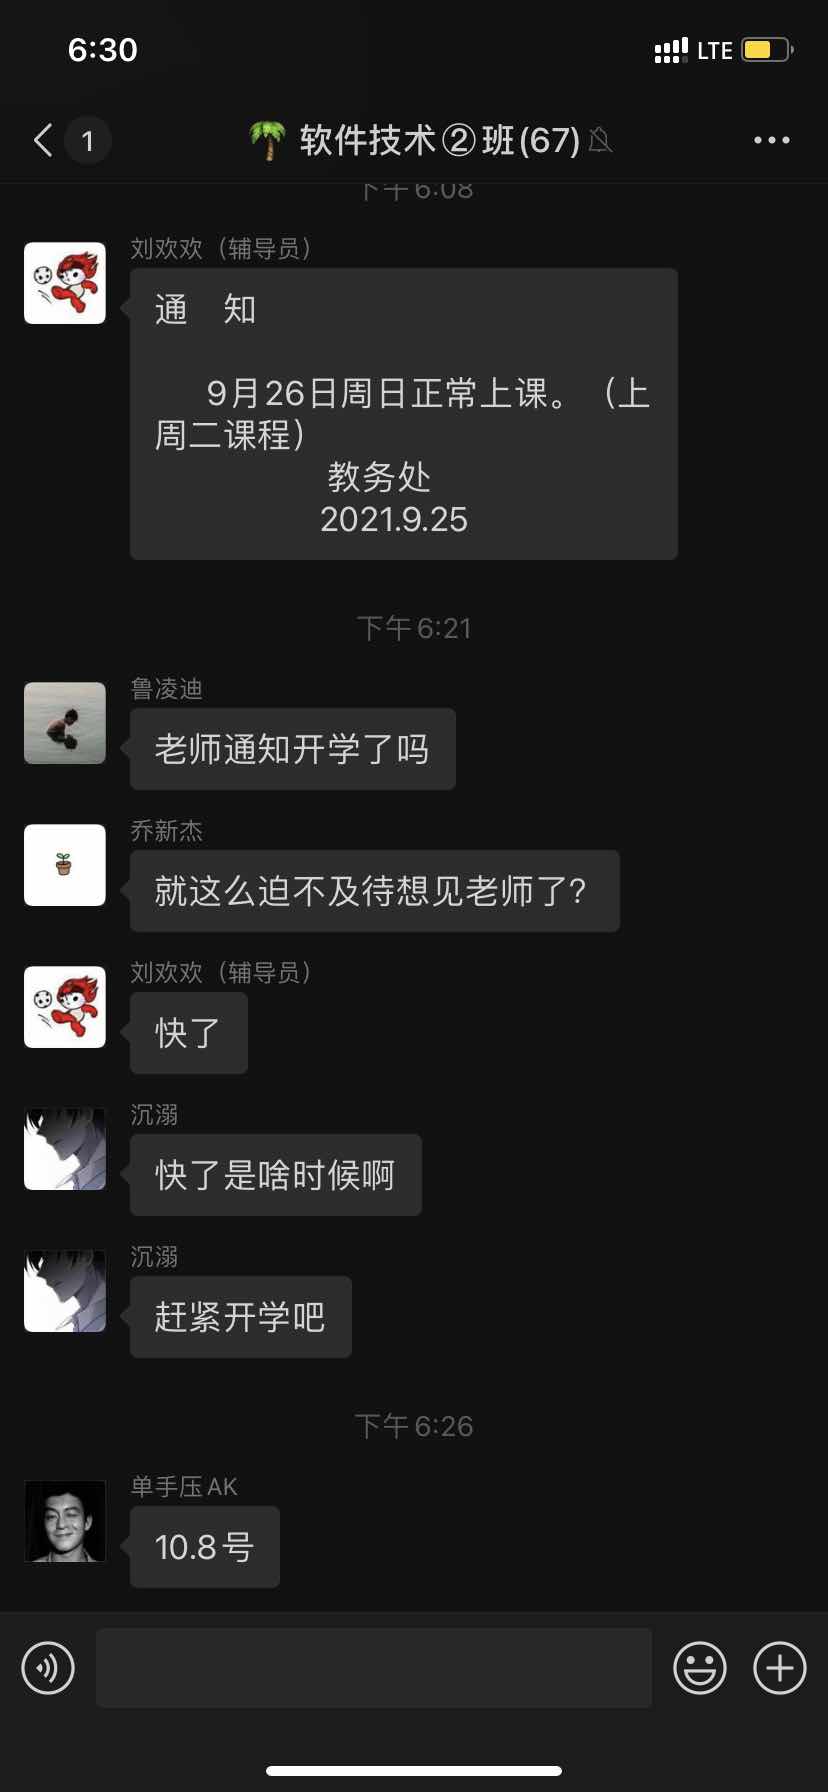 6:30
LTE
1
🌴 软件技术②班(67)
下午 6:08
刘欢欢（辅导员）
通　知
9月26日周日正常上课。（上
周二课程）
教务处
2021.9.25
下午 6:21
鲁凌迪
老师通知开学了吗
乔新杰
就这么迫不及待想见老师了?
刘欢欢（辅导员）
快了
沉溺
快了是啥时候啊
沉溺
赶紧开学吧
下午 6:26
单手压AK
10.8号